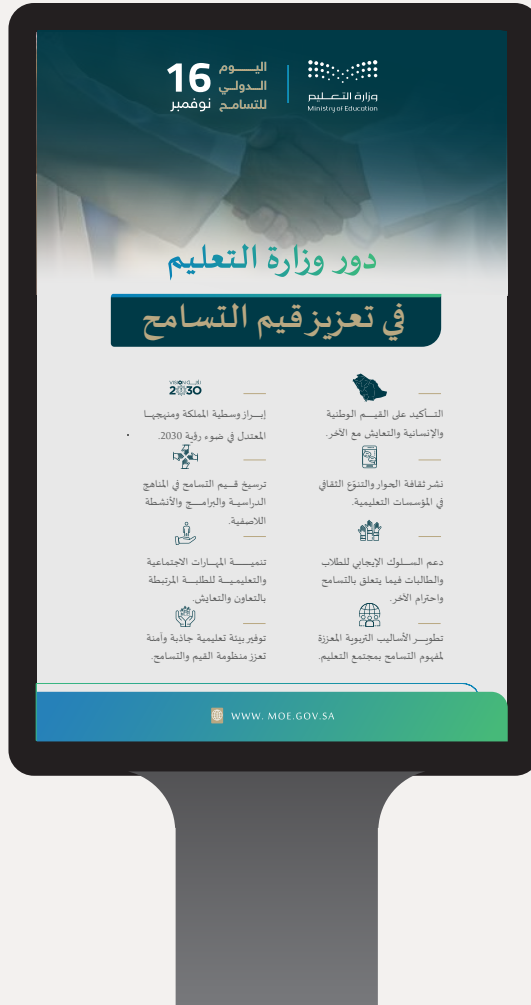 وزارة التعليم
Ministry of Education
اليوم
الدولي
للتسامح
16
نوفمبر
دور وزارة التعليم
في تعزيز قيم التسامح
التأكيد على القيم الوطنية
والإنسانية والتعايش مع الآخر.
VISION رؤية
2030
إبراز وسطية المملكة ومنهجها
المعتدل في ضوء رؤية 2030.
نشر ثقافة الحوار والتنوّع الثقافي
في المؤسسات التعليمية.
ترسيخ قيم التسامح في المناهج
الدراسية والبرامج والأنشطة
اللاصفية.
دعم السلوك الإيجابي للطلاب
والطالبات فيما يتعلق بالتسامح
واحترام الآخر.
تنمية المهارات الاجتماعية
والتعليمية للطلبة المرتبطة
بالتعاون والتعايش.
تطوير الأساليب التربوية المعززة
لمفهوم التسامح بمجتمع التعليم.
توفير بيئة تعليمية جاذبة وآمنة
تعزز منظومة القيم والتسامح.
WWW. MOE.GOV.SA